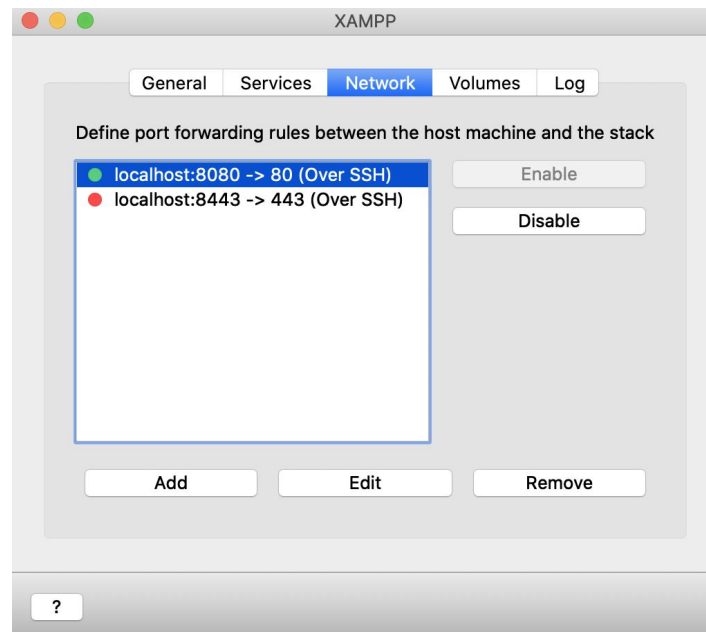 XAMPP
General Services Network Volumes Log
Define port forwarding rules between the host machine and the stack
localhost:8080 -> 80 (Over SSH)
localhost:8443 -> 443 (Over SSH)
Enable
Disable
Add Edit Remove
?